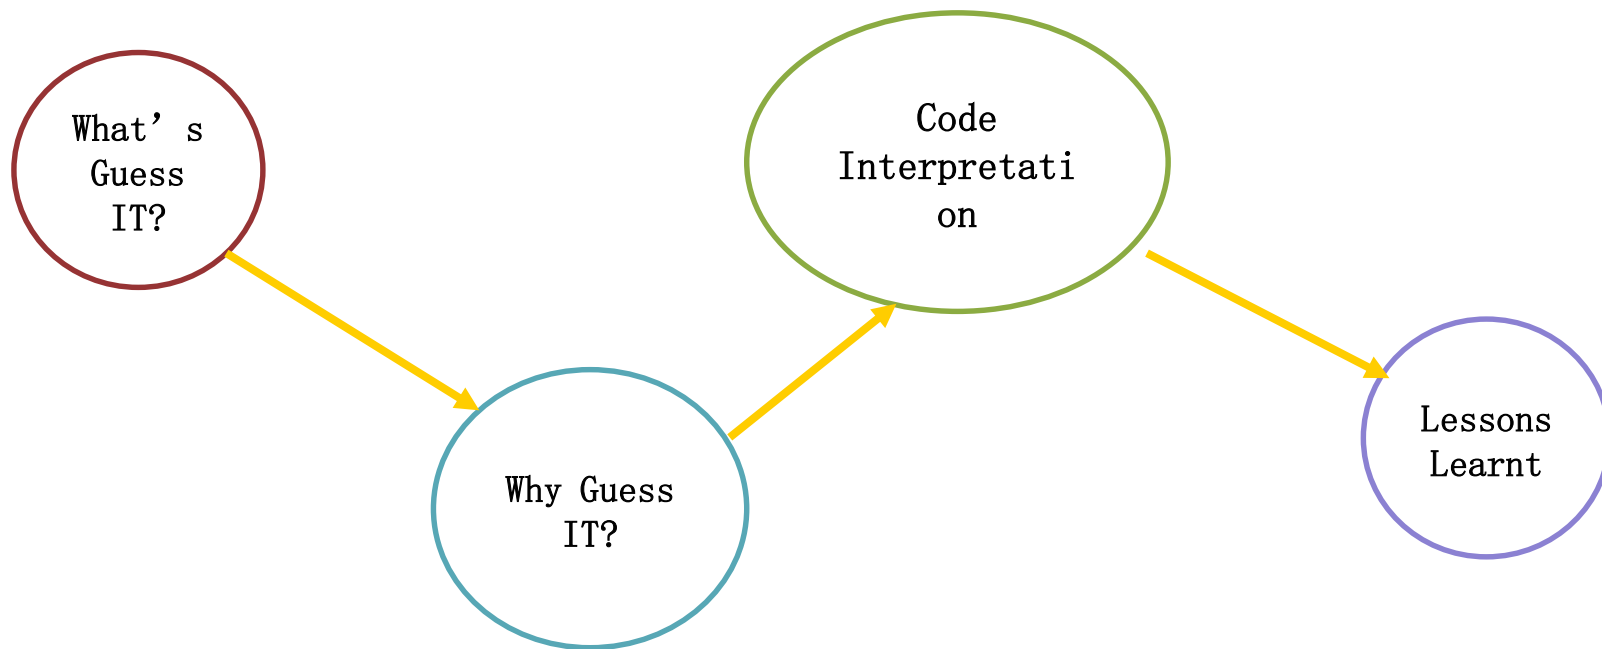 What’s
Guess
IT?
Why Guess
IT?
Code
Interpretati
on
Lessons
Learnt